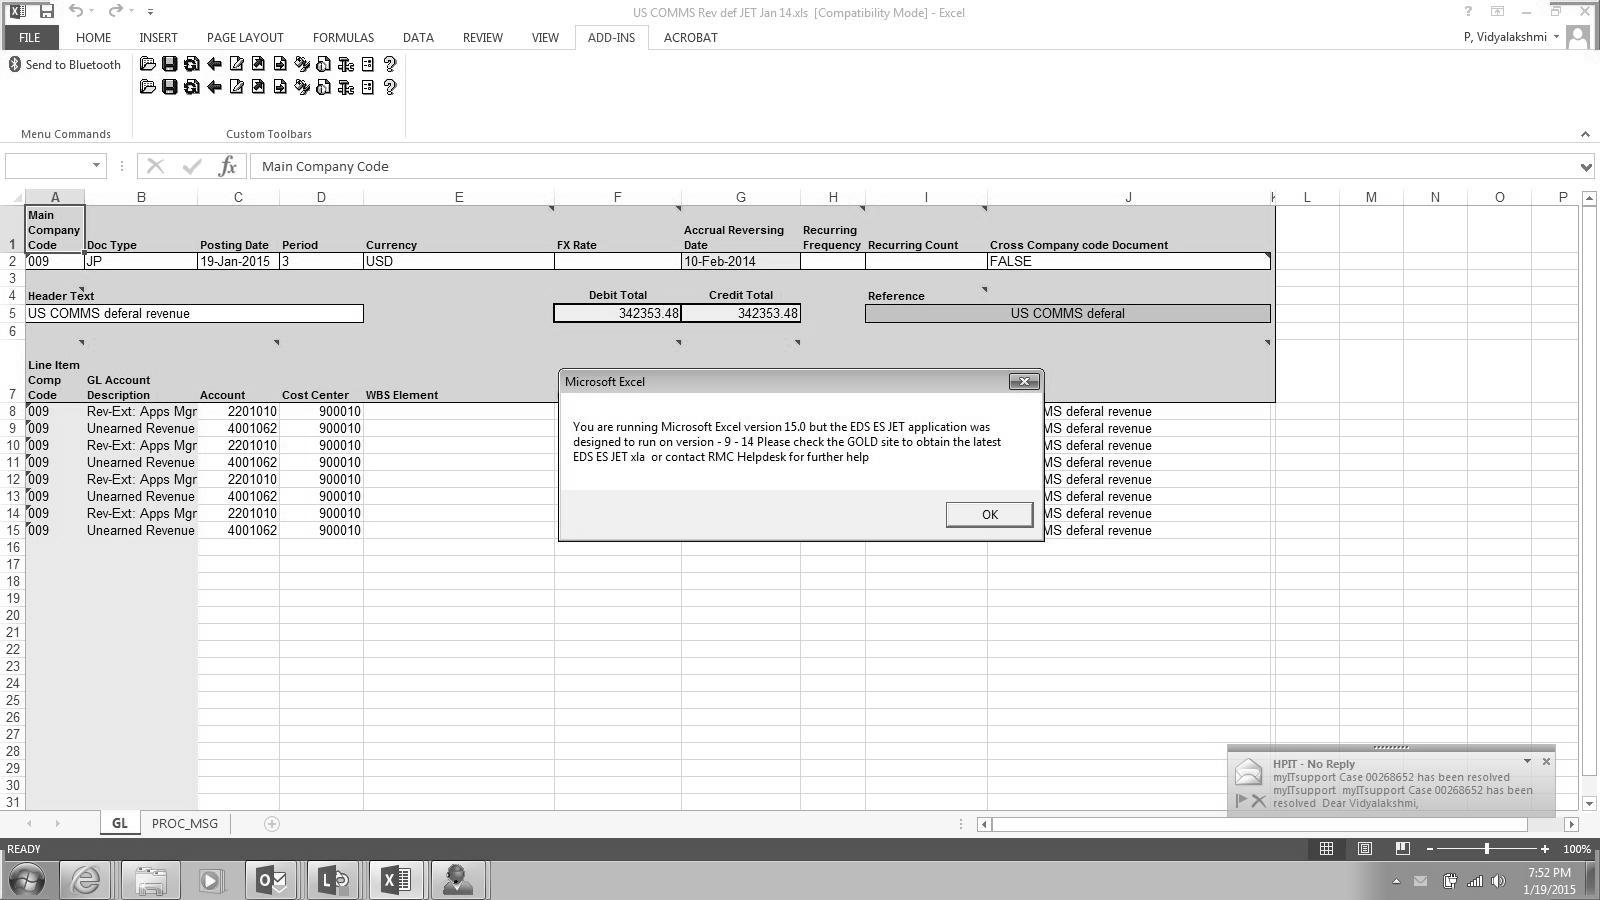 US COMMS Rev def JET Jan 14.xls [Compatibility Mode] - Excel
FILE HOME INSERT PAGE LAYOUT FORMULAS DATA REVIEW VIEW ADD-INS ACROBAT P, Vidyalakshmi
Send to Bluetooth
Menu Commands Custom Toolbars
fx Main Company Code
A B C D E F G H I J K L M N O P
Main
Company Accrual Reversing Recurring
1 Code Doc Type Posting Date Period Currency FX Rate Date Frequency Recurring Count Cross Company code Document
2 009 JP 19-Jan-2015 3 USD 10-Feb-2014 FALSE
3
4 Header Text Debit Total Credit Total Reference
5 US COMMS deferal revenue 342353.48 342353.48 US COMMS deferal
6
Line Item
Comp GL Account
7 Code Description Account Cost Center WBS Element
8 009 Rev-Ext: Apps Mgr 2201010 900010 MS deferal revenue
9 009 Unearned Revenue 4001062 900010 MS deferal revenue
10 009 Rev-Ext: Apps Mgr 2201010 900010 MS deferal revenue
11 009 Unearned Revenue 4001062 900010 MS deferal revenue
12 009 Rev-Ext: Apps Mgr 2201010 900010 MS deferal revenue
13 009 Unearned Revenue 4001062 900010 MS deferal revenue
14 009 Rev-Ext: Apps Mgr 2201010 900010 MS deferal revenue
15 009 Unearned Revenue 4001062 900010 MS deferal revenue
Microsoft Excel
You are running Microsoft Excel version 15.0 but the EDS ES JET application was
designed to run on version - 9 - 14 Please check the GOLD site to obtain the latest
EDS ES JET xla or contact RMC Helpdesk for further help
OK
16
17
18
19
20
21
22
23
24
25
26
27
28
29
30
31
HPIT - No Reply
myITsupport Case 00268652 has been resolved
myITsupport myITsupport Case 00268652 has been
resolved Dear Vidyalakshmi,
GL PROC_MSG
READY 100%
7:52 PM
1/19/2015